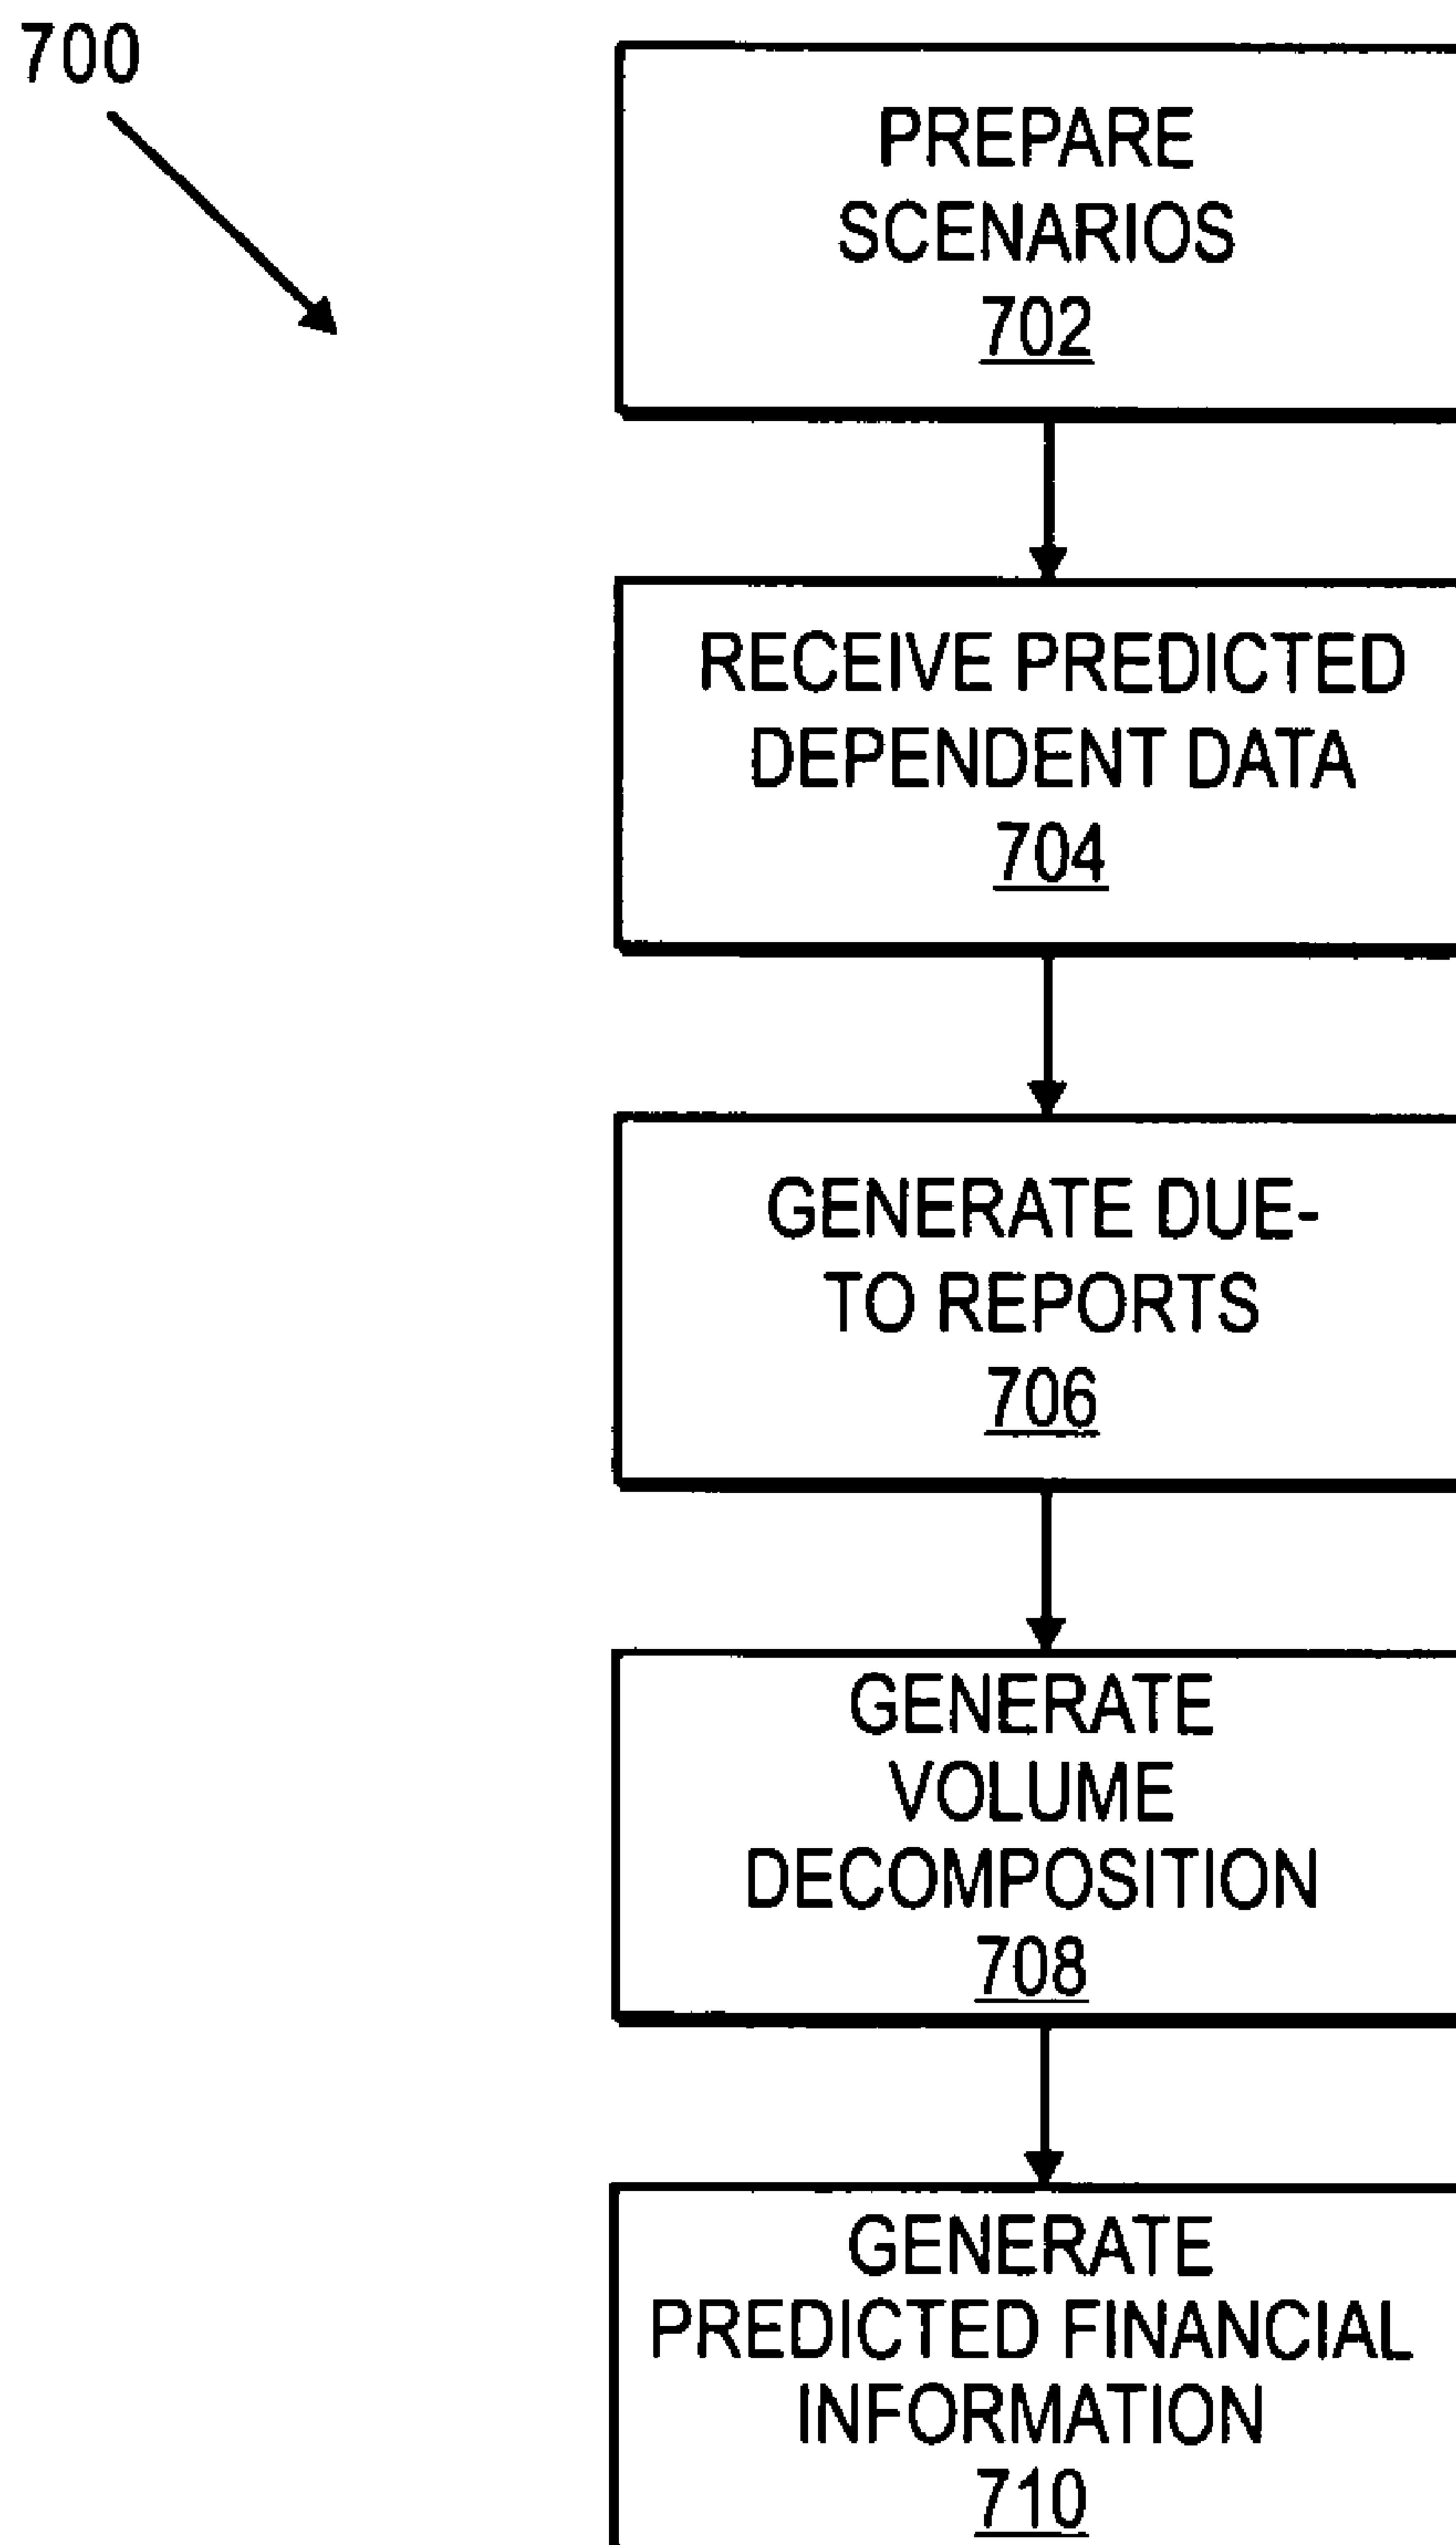 700
PREPARE
SCENARIOS
702
RECEIVE PREDICTED
DEPENDENT DATA
704
GENERATE DUE-
TO REPORTS
706
GENERATE
VOLUME
DECOMPOSITION
708
GENERATE
PREDICTED FINANCIAL
INFORMATION
710